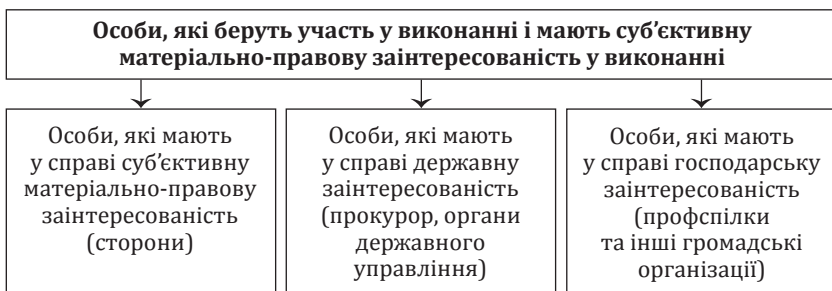 Особи, які беруть участь у виконанні і мають суб’єктивну
матеріально-правову заінтересованість у виконанні
Особи, які мають
у справі суб’єктивну
матеріально-правову
заінтересованість
(сторони)
Особи, які мають
у справі державну
заінтересованість
(прокурор, органи
державного
управління)
Особи, які мають
у справі господарську
заінтересованість
(профспілки
та інші громадські
організації)